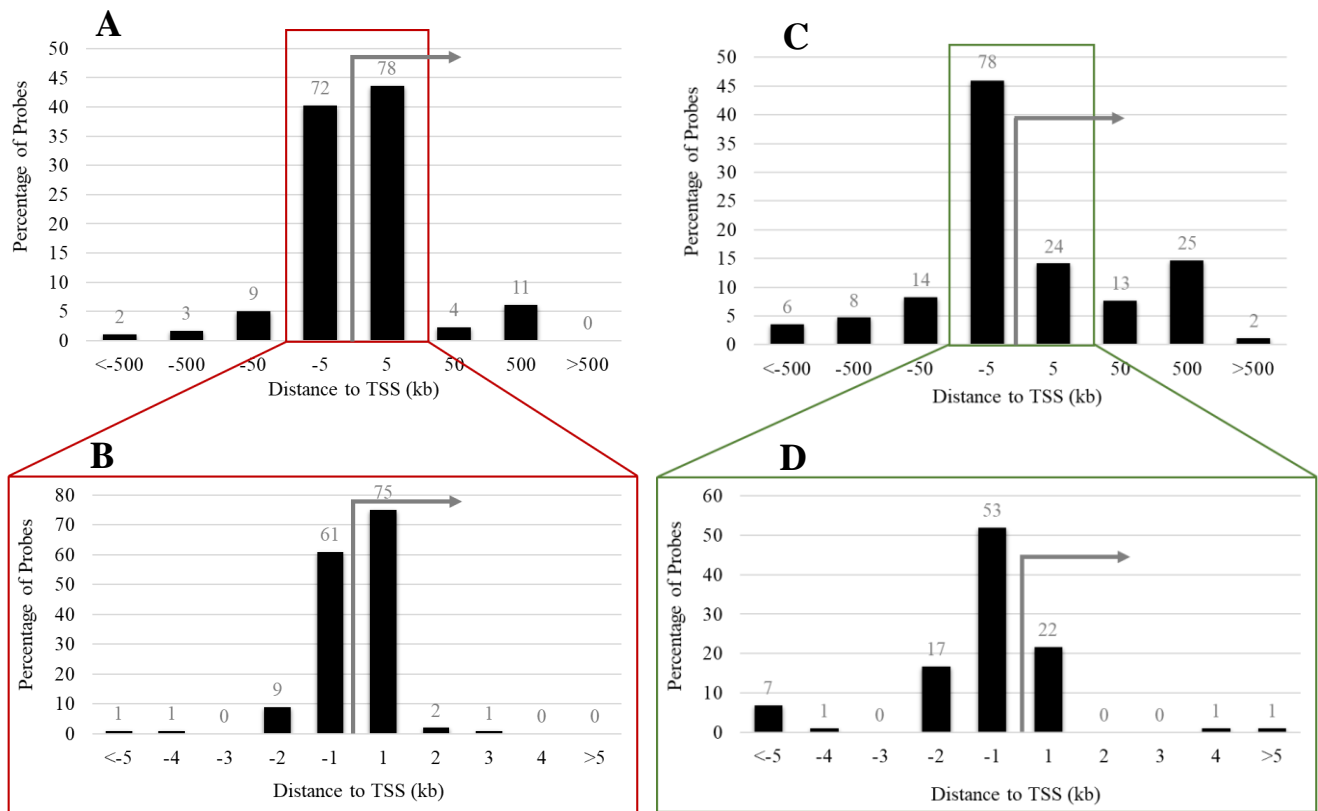 A
Percentage of Probes
50
45
40
35
30
25
20
15
10
5
0
2 3 9 72 78 4 11 0
<-500 -500 -50 -5 5 50 500 >500
Distance to TSS (kb)
C
Percentage of Probes
50
45
40
35
30
25
20
15
10
5
0
6 8 14 78 24 13 25 2
<-500 -500 -50 -5 5 50 500 >500
Distance to TSS (kb)
B
Percentage of Probes
80
70
60
50
40
30
20
10
0
1 1 0 9 61 75 2 1 0 0
<-5 -4 -3 -2 -1 1 2 3 4 >5
Distance to TSS (kb)
D
Percentage of Probes
60
50
40
30
20
10
0
7 1 0 17 53 22 0 0 1 1
<-5 -4 -3 -2 -1 1 2 3 4 >5
Distance to TSS (kb)